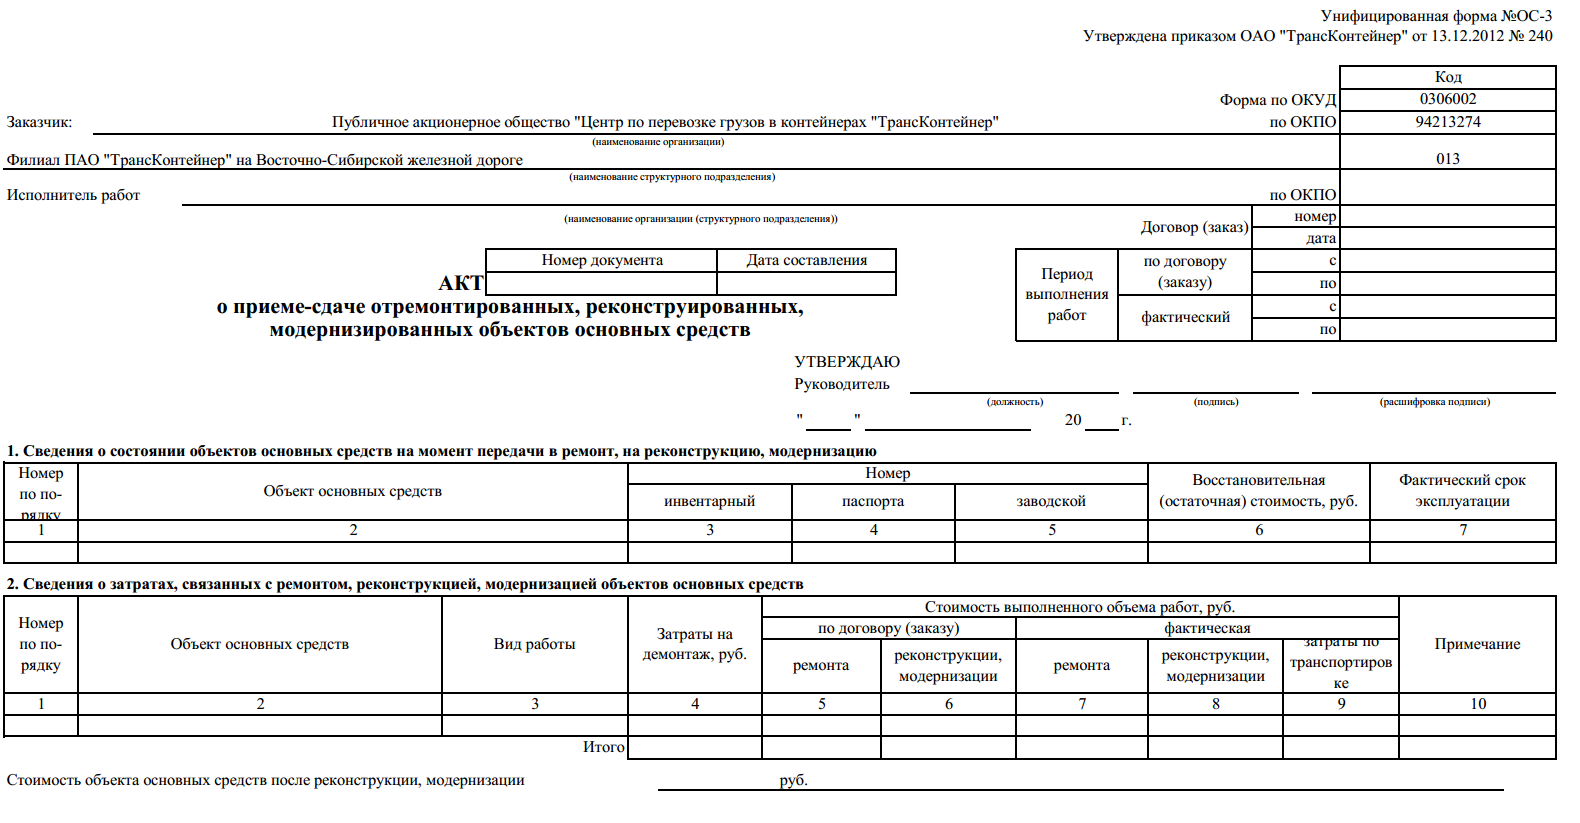 Унифицированная форма №ОС-3
Утверждена приказом ОАО "ТрансКонтейнер" от 13.12.2012 № 240
Код
Форма по ОКУД 0306002
Заказчик: Публичное акционерное общество "Центр по перевозке грузов в контейнерах "ТрансКонтейнер" по ОКПО 94213274
(наименование организации)
Филиал ПАО "ТрансКонтейнер" на Восточно-Сибирской железной дороге 013
(наименование структурного подразделения)
Исполнитель работ по ОКПО
(наименование организации (структурного подразделения))
Договор (заказ) номер
дата
Номер документа Дата составления
АКТ
о приеме-сдаче отремонтированных, реконструированных,
модернизированных объектов основных средств
Период выполнения работ
по договору (заказу) с
по
фактический с
по
УТВЕРЖДАЮ
Руководитель
(должность) (подпись) (расшифровка подписи)
" " 20 г.
1. Сведения о состоянии объектов основных средств на момент передачи в ремонт, на реконструкцию, модернизацию
Номер по по-рядку
Объект основных средств
Номер
инвентарный паспорта заводской
Восстановительная (остаточная) стоимость, руб.
Фактический срок эксплуатации
1 2 3 4 5 6 7
2. Сведения о затратах, связанных с ремонтом, реконструкцией, модернизацией объектов основных средств
Номер по по-рядку
Объект основных средств
Вид работы
Затраты на демонтаж, руб.
Стоимость выполненного объема работ, руб.
по договору (заказу) фактическая
ремонта
реконструкции, модернизации
ремонта
реконструкции, модернизации
затраты по транспортиров ке
Примечание
1 2 3 4 5 6 7 8 9 10
Итого
Стоимость объекта основных средств после реконструкции, модернизации руб.